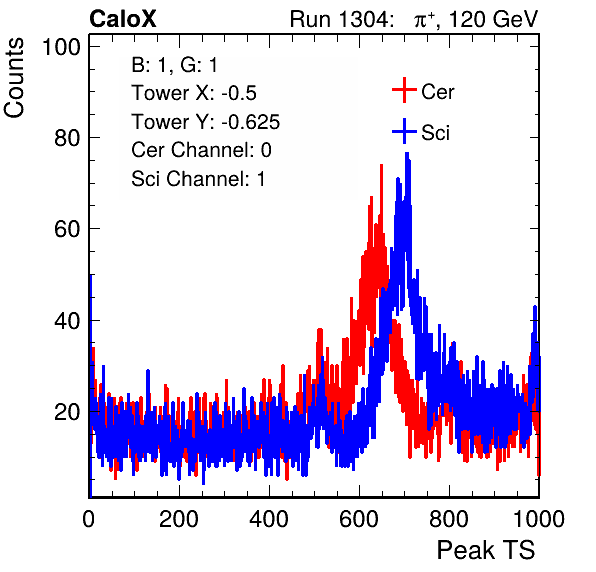 CaloX Run 1304: π⁺, 120 GeV
Counts
100
80
60
40
20
B: 1, G: 1
Tower X: -0.5
Tower Y: -0.625
Cer Channel: 0
Sci Channel: 1
Cer
Sci
0 200 400 600 800 1000
Peak TS